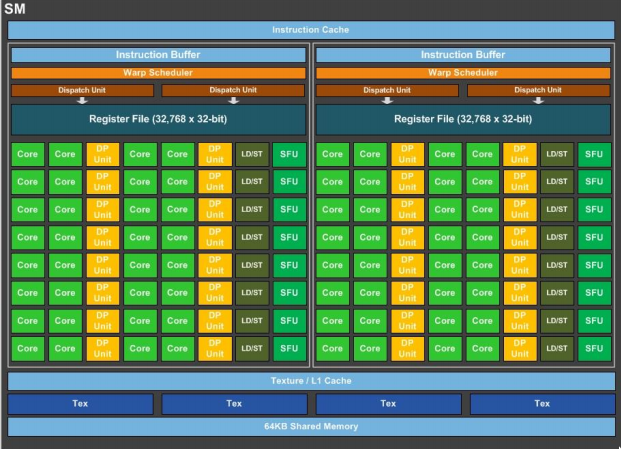 SM
Instruction Cache
Instruction Buffer Instruction Buffer
Warp Scheduler Warp Scheduler
Dispatch Unit Dispatch Unit Dispatch Unit Dispatch Unit
Register File (32,768 x 32-bit) Register File (32,768 x 32-bit)
Core Core DP Unit Core Core DP Unit LD/ST SFU Core Core DP Unit Core Core DP Unit LD/ST SFU
Core Core DP Unit Core Core DP Unit LD/ST SFU Core Core DP Unit Core Core DP Unit LD/ST SFU
Core Core DP Unit Core Core DP Unit LD/ST SFU Core Core DP Unit Core Core DP Unit LD/ST SFU
Core Core DP Unit Core Core DP Unit LD/ST SFU Core Core DP Unit Core Core DP Unit LD/ST SFU
Core Core DP Unit Core Core DP Unit LD/ST SFU Core Core DP Unit Core Core DP Unit LD/ST SFU
Core Core DP Unit Core Core DP Unit LD/ST SFU Core Core DP Unit Core Core DP Unit LD/ST SFU
Core Core DP Unit Core Core DP Unit LD/ST SFU Core Core DP Unit Core Core DP Unit LD/ST SFU
Core Core DP Unit Core Core DP Unit LD/ST SFU Core Core DP Unit Core Core DP Unit LD/ST SFU
Texture / L1 Cache
Tex Tex Tex Tex
64KB Shared Memory